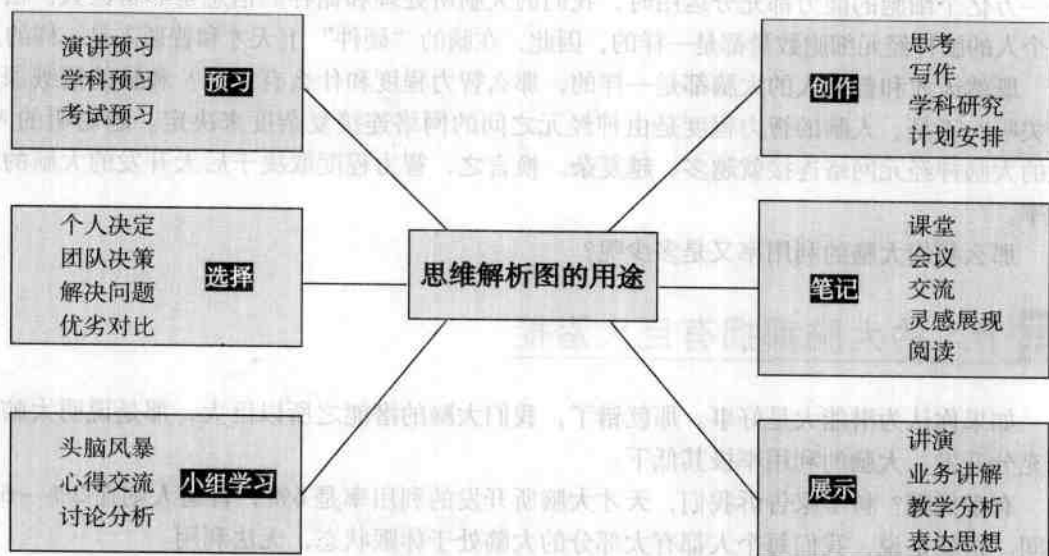 演讲预习
学科预习
考试预习
预习
个人决定
团队决策
解决问题
优劣对比
选择
头脑风暴
心得交流
讨论分析
小组学习
思维解析图的用途
创作
思考
写作
学科研究
计划安排
笔记
课堂
会议
交流
灵感展现
阅读
展示
讲演
业务讲解
教学分析
表达思想